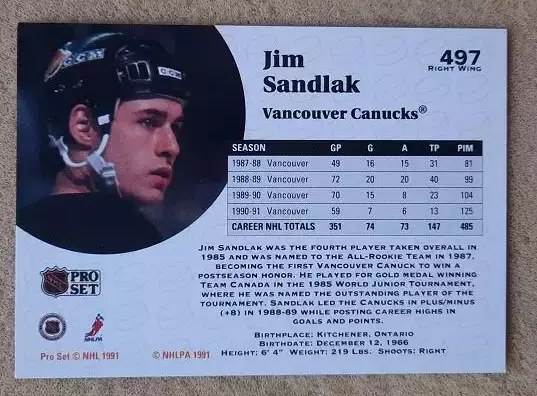 CCM
CCM
Jim
Sandlak
497
RIGHT WING
Vancouver Canucks®
SEASON GP G A TP PIM
1987-88 Vancouver 49 16 15 31 81
1988-89 Vancouver 72 20 20 40 99
1989-90 Vancouver 70 15 8 23 104
1990-91 Vancouver 59 7 6 13 125
CAREER NHL TOTALS 351 74 73 147 485
JIM SANDLAK WAS THE FOURTH PLAYER TAKEN OVERALL IN
1985 AND WAS NAMED TO THE ALL-ROOKIE TEAM IN 1987,
BECOMING THE FIRST VANCOUVER CANUCK TO WIN A
POSTSEASON HONOR. HE PLAYED FOR GOLD MEDAL WINNING
TEAM CANADA IN THE 1985 WORLD JUNIOR TOURNAMENT,
WHERE HE WAS NAMED THE OUTSTANDING PLAYER OF THE
TOURNAMENT. SANDLAK LED THE CANUCKS IN PLUS/MINUS
(+8) IN 1988-89 WHILE POSTING CAREER HIGHS IN
GOALS AND POINTS.
BIRTHPLACE: KITCHENER, ONTARIO
BIRTHDATE: DECEMBER 12, 1966
HEIGHT: 6' 4" WEIGHT: 219 LBS. SHOOTS: RIGHT
NHL
PRO
SET
NHLPA
Pro Set © NHL 1991
© NHLPA 1991